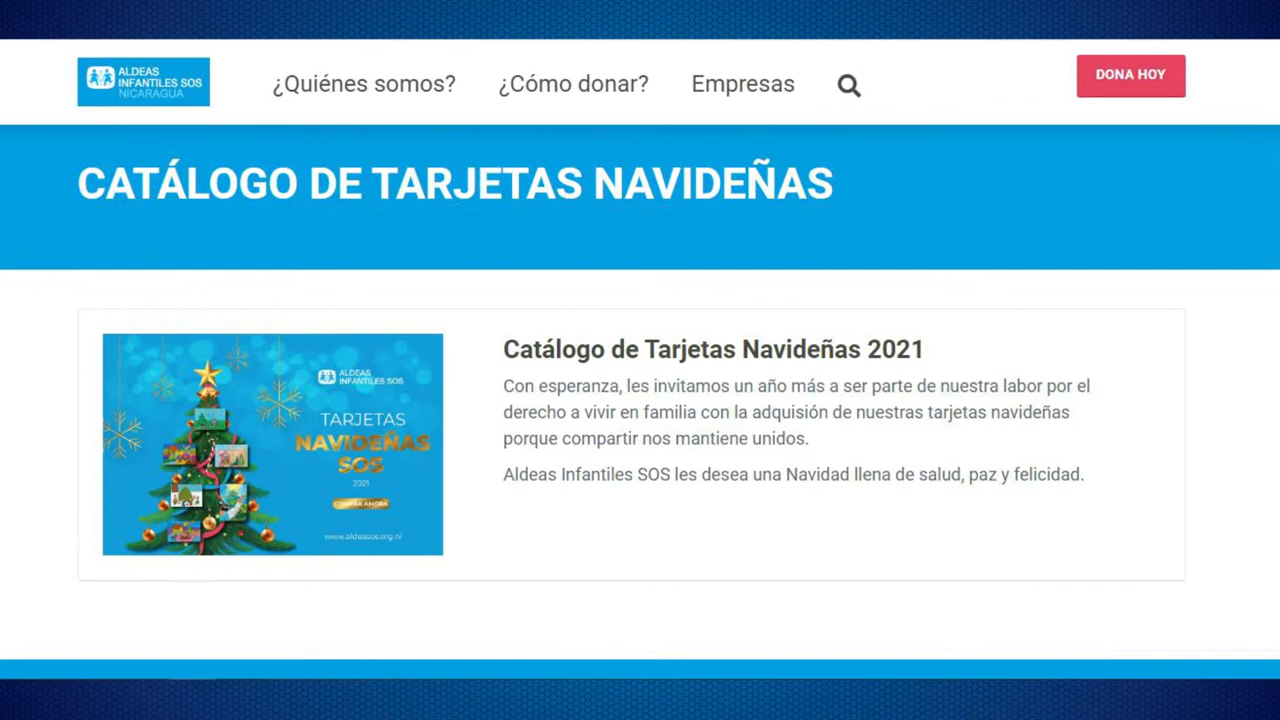 ALDEAS
INFANTILES SOS
NICARAGUA
¿Quiénes somos?
¿Cómo donar?
Empresas
DONA HOY
CATÁLOGO DE TARJETAS NAVIDEÑAS
ALDEAS
INFANTILES SOS
TARJETAS
NAVIDEÑAS
SOS
2021
COMPRA AHORA
www.aldeasos.org.ni
Catálogo de Tarjetas Navideñas 2021
Con esperanza, les invitamos un año más a ser parte de nuestra labor por el
derecho a vivir en familia con la adquisión de nuestras tarjetas navideñas
porque compartir nos mantiene unidos.
Aldeas Infantiles SOS les desea una Navidad llena de salud, paz y felicidad.